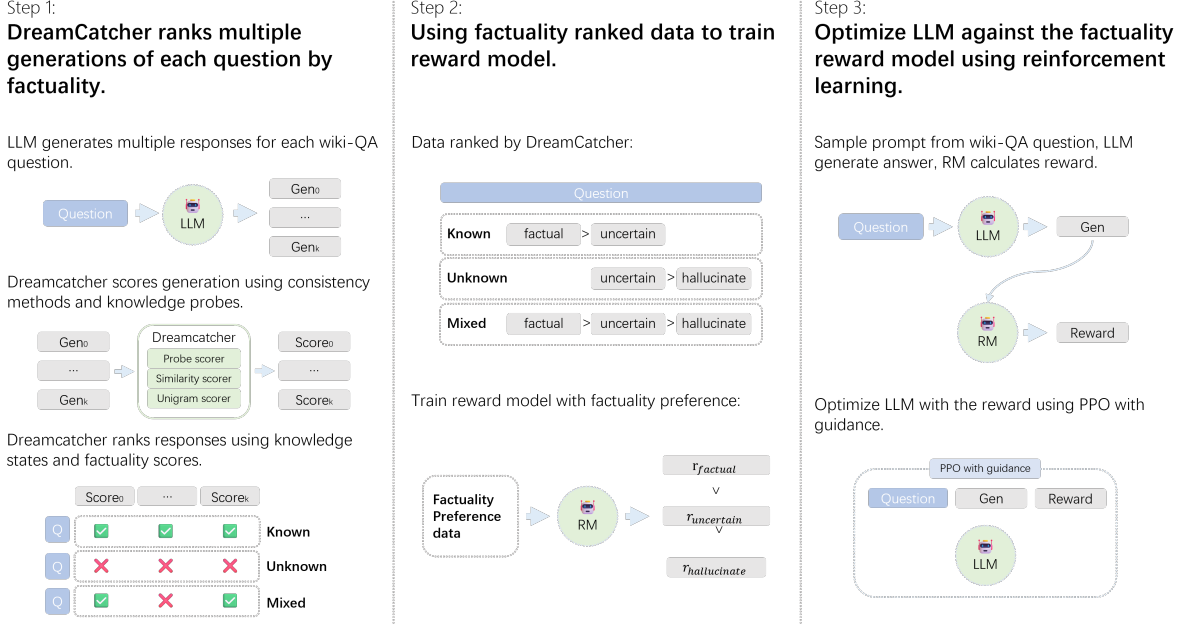 Step 1:
DreamCatcher ranks multiple
generations of each question by
factuality.
LLM generates multiple responses for each wiki-QA
question.
Question
LLM
Gen0
...
Genk
Dreamcatcher scores generation using consistency
methods and knowledge probes.
Gen0
...
Genk
Dreamcatcher
Probe scorer
Similarity scorer
Unigram scorer
Score0
...
Scorek
Dreamcatcher ranks responses using knowledge
states and factuality scores.
Score0 ... Scorek
Q Known
Q Unknown
Q Mixed
Step 2:
Using factuality ranked data to train
reward model.
Data ranked by DreamCatcher:
Question
Known factual > uncertain
Unknown uncertain > hallucinate
Mixed factual > uncertain > hallucinate
Train reward model with factuality preference:
Factuality
Preference
data
RM
rfactual
>
runcertain
>
rhallucinate
Step 3:
Optimize LLM against the factuality
reward model using reinforcement
learning.
Sample prompt from wiki-QA question, LLM
generate answer, RM calculates reward.
Question
LLM
Gen
RM
Reward
Optimize LLM with the reward using PPO with
guidance.
PPO with guidance
Question Gen Reward
LLM